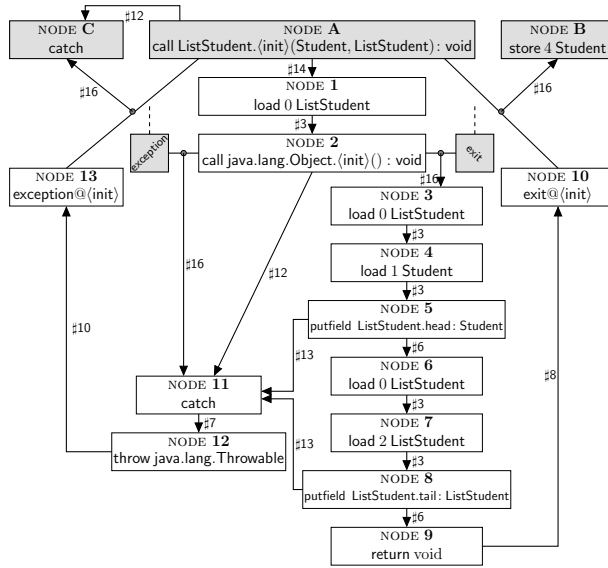 NODE C
catch
♯12
NODE A
call ListStudent.⟨init⟩(Student, ListStudent) : void
NODE B
store 4 Student
♯14
♯16
♯16
NODE 1
load 0 ListStudent
♯3
exception
NODE 2
call java.lang.Object.⟨init⟩() : void
exit
NODE 13
exception@⟨init⟩
NODE 10
exit@⟨init⟩
♯16
NODE 3
load 0 ListStudent
♯3
NODE 4
load 1 Student
♯16
♯12
♯3
NODE 5
putfield ListStudent.head : Student
♯10
♯13
♯6
NODE 6
load 0 ListStudent
♯8
NODE 11
catch
♯3
♯7
NODE 7
load 2 ListStudent
NODE 12
throw java.lang.Throwable
♯13
♯3
NODE 8
putfield ListStudent.tail : ListStudent
♯6
NODE 9
return void